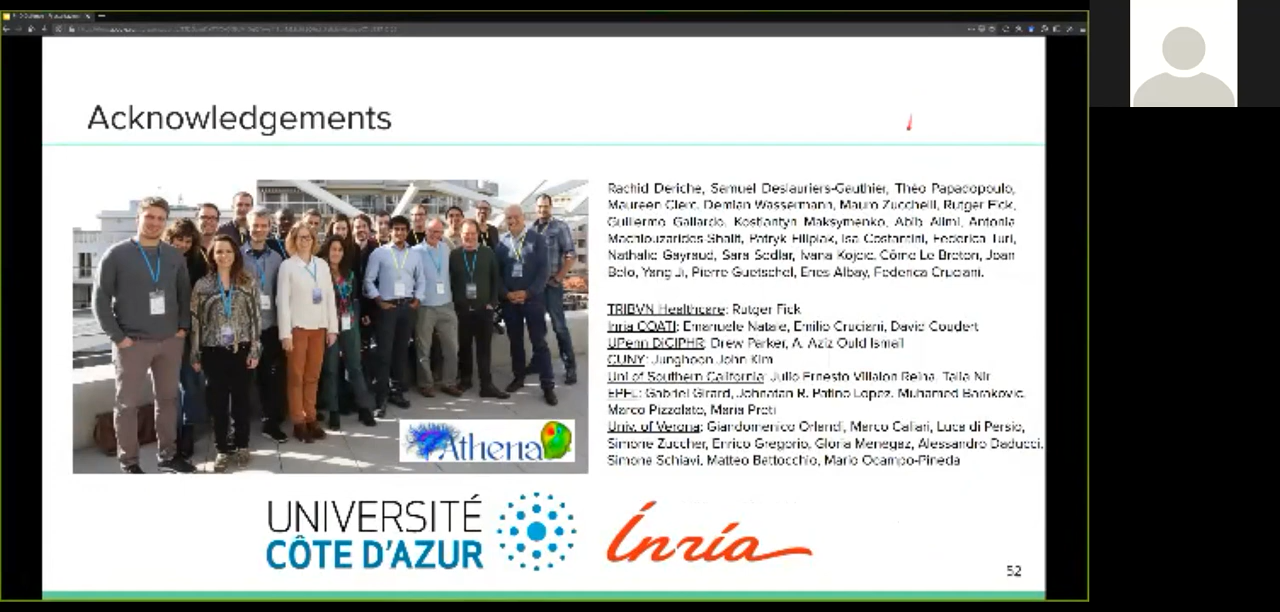 Acknowledgements
Rachid Deriche, Samuel Deslauriers-Gauthier, Théo Papadopoulo,
Maureen Clerc, Demian Wassermann, Mauro Zucchelli, Rutger Fick,
Guillermo Gallardo, Kostiantyn Maksymenko, Abib Alimi, Antonia
Machlouzarides-Shalit, Patryk Filipiak, Isa Costantini, Federica Turi,
Nathalie Gayraud, Sara Sedlar, Ivana Kojcic, Côme Le Breton, Joan
Belo, Yang Ji, Pierre Guetschel, Enes Albay, Federica Cruciani.
TRIBVN Healthcare: Rutger Fick
Inria COATI: Emanuele Natale, Emilio Cruciani, David Coudert
UPenn DiCIPHR: Drew Parker, A. Aziz Ould Ismail
CUNY: Junghoon John Kim
Uni of Southern California: Julio Ernesto Villalon Reina, Talia Nir
EPFL: Gabriel Girard, Johnatan R. Patino Lopez, Muhamed Barakovic,
Marco Pizzolato, Maria Preti
Univ. of Verona: Giandomenico Orlandi, Marco Caliari, Luca di Persio,
Simone Zuccher, Enrico Gregorio, Gloria Menegaz, Alessandro Daducci,
Simona Schiavi, Matteo Battocchio, Mario Ocampo-Pineda
Athena
UNIVERSITÉ
CÔTE D'AZUR
Inria
52